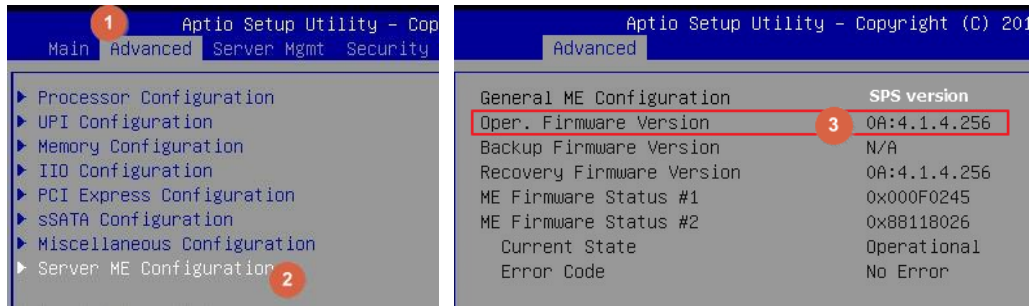 1
Aptio Setup Utility – Cop
Main Advanced Server Mgmt Security
Processor Configuration
UPI Configuration
Memory Configuration
IIO Configuration
PCI Express Configuration
sSATA Configuration
Miscellaneous Configuration
Server ME Configuration
2
Aptio Setup Utility – Copyright (C) 201
Advanced
General ME Configuration SPS version
Oper. Firmware Version 3 0A:4.1.4.256
Backup Firmware Version N/A
Recovery Firmware Version 0A:4.1.4.256
ME Firmware Status #1 0x000F0245
ME Firmware Status #2 0x88118026
Current State Operational
Error Code No Error